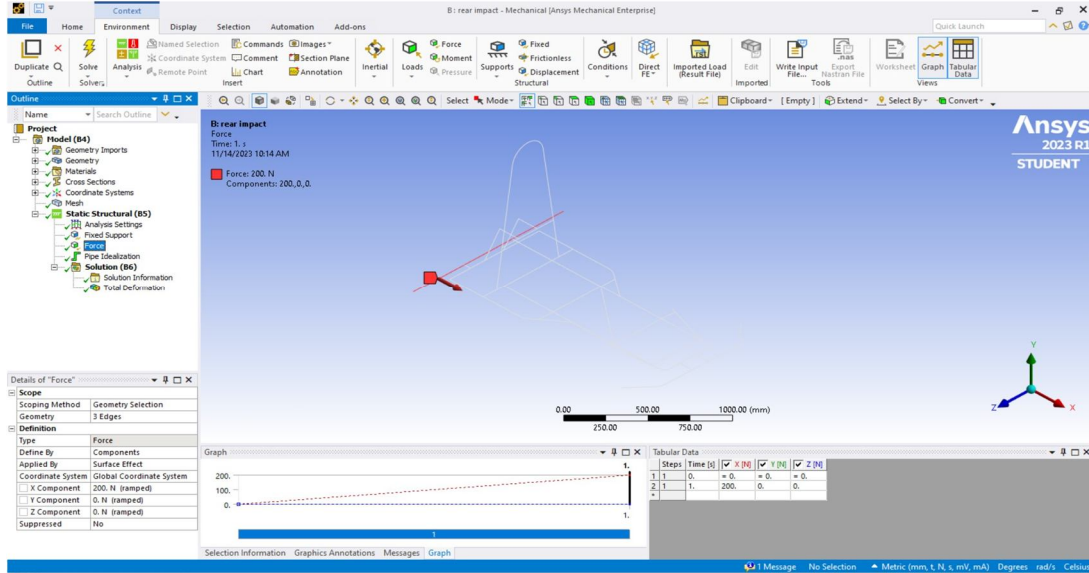 Context
B : rear impact - Mechanical [Ansys Mechanical Enterprise]
File Home Environment Display Selection Automation Add-ons Quick Launch
Duplicate Q Solve Analysis Named Selection Commands Images Force Fixed
Coordinate System Comment Section Plane Inertial Loads Moment Supports Frictionless Conditions Direct FE Imported Load (Result File) Edit Write Input File... Export Nastran File Worksheet Graph Tabular Data
Remote Point Chart Annotation Pressure Displacement
.nas
Outline Solver Insert Structural Imported Tools Views
Outline
Name Search Outline
Select Mode Clipboard [ Empty ] Extend Select By Convert
Project
Model (B4)
Geometry Imports
Geometry
Materials
Cross Sections
Coordinate Systems
Mesh
Static Structural (B5)
Analysis Settings
Fixed Support
Force
Pipe Idealization
Solution (B6)
Solution Information
Total Deformation
B: rear impact
Force
Time: 1. s
11/14/2023 10:14 AM
Force: 200. N
Components: 200.,0.,0.
Ansys
2023 R1
STUDENT
Y
Z X
0.00 500.00 1000.00 (mm)
250.00 750.00
Details of "Force"
Scope
Scoping Method Geometry Selection
Geometry 3 Edges
Definition
Type Force
Define By Components
Applied By Surface Effect
Coordinate System Global Coordinate System
X Component 200. N (ramped)
Y Component 0. N (ramped)
Z Component 0. N (ramped)
Suppressed No
Graph
1.
200.
100.
0.
1.
1
Selection Information Graphics Annotations Messages Graph
Tabular Data
Steps Time [s] X [N] Y [N] Z [N]
1 1 0. = 0. = 0. = 0.
2 1 1. 200. 0. 0.
*
1 Message No Selection Metric (mm, t, N, s, mV, mA) Degrees rad/s Celsius